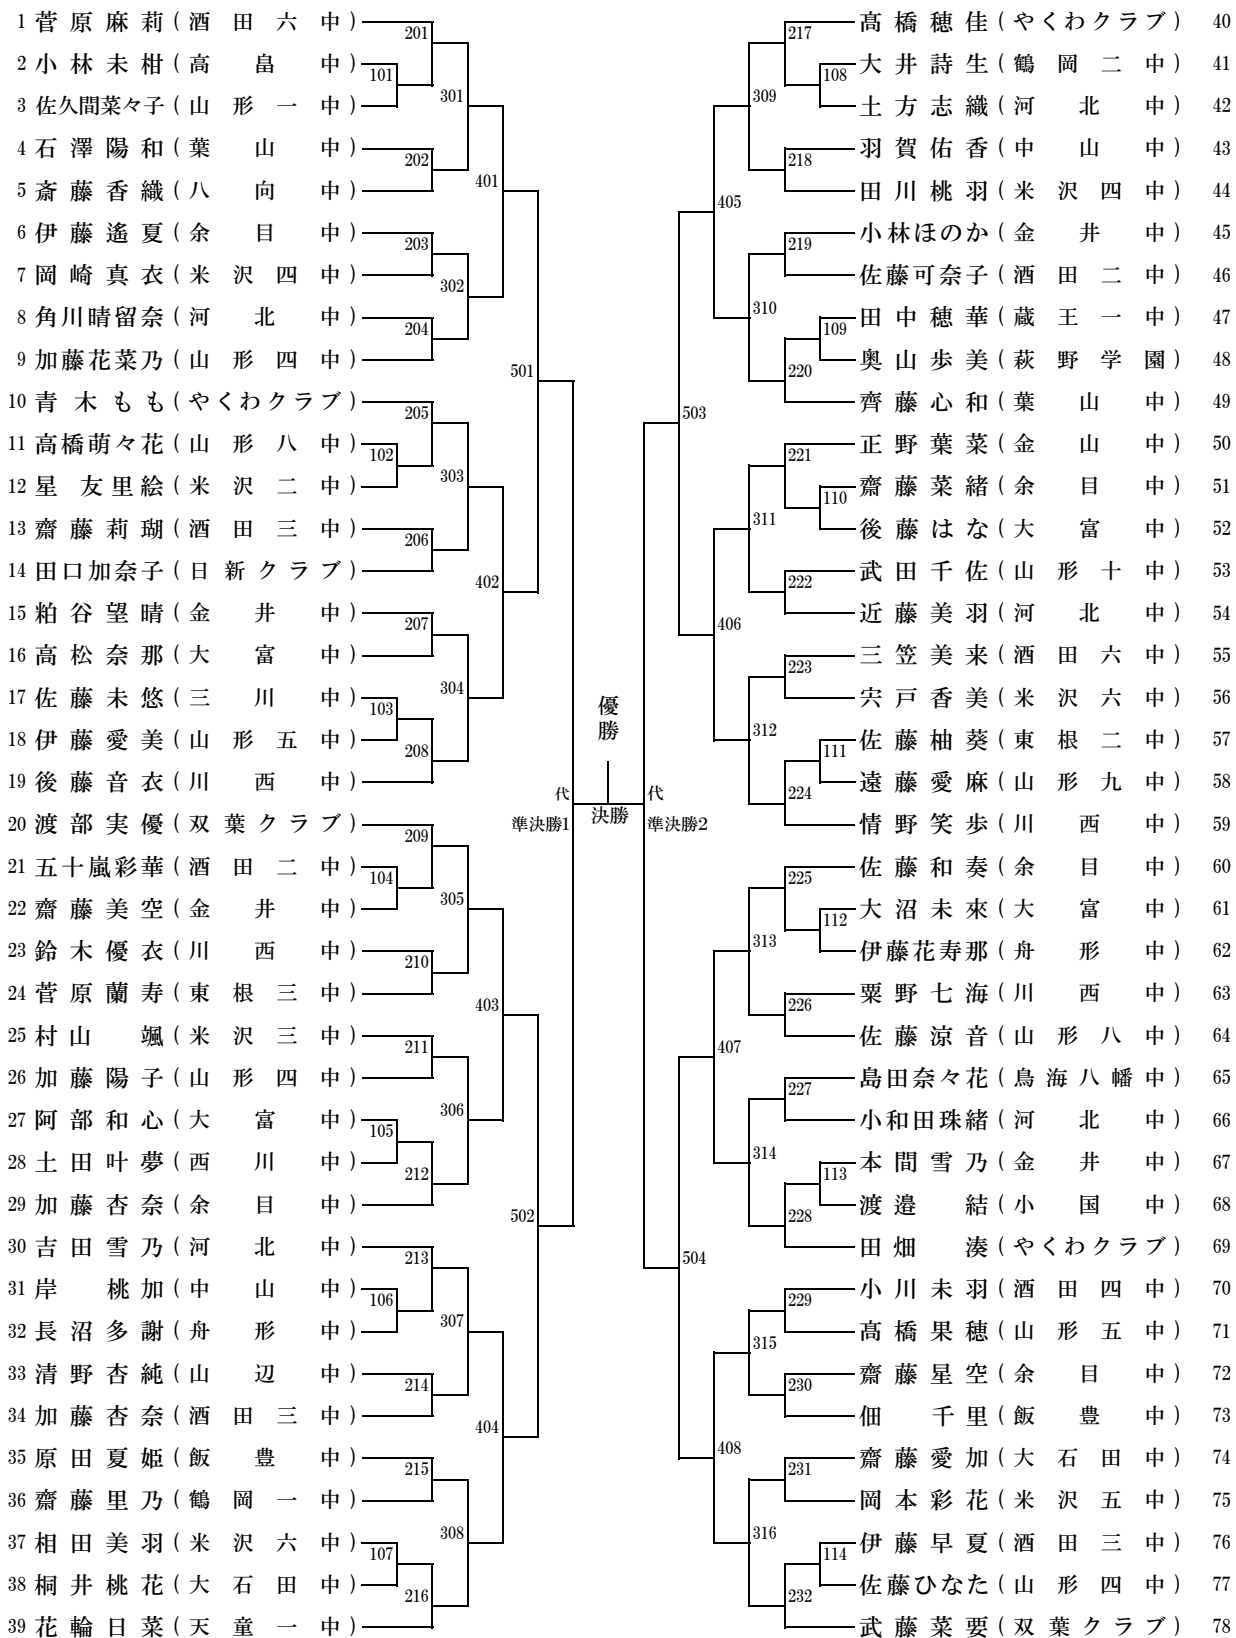 1 菅原麻莉(酒田六中)
2 小林未柑(高畠中)
3 佐久間菜々子(山形一中)
4 石澤陽和(葉山中)
5 斎藤香織(八向中)
6 伊藤遙夏(余目中)
7 岡崎真衣(米沢四中)
8 角川晴留奈(河北中)
9 加藤花菜乃(山形四中)
10 青木もも(やくわクラブ)
11 高橋萌々花(山形八中)
12 星友里絵(米沢二中)
13 齋藤莉瑚(酒田三中)
14 田口加奈子(日新クラブ)
15 粕谷望晴(金井中)
16 高松奈那(大富中)
17 佐藤未悠(三川中)
18 伊藤愛美(山形五中)
19 後藤音衣(川西中)
20 渡部実優(双葉クラブ)
21 五十嵐彩華(酒田二中)
22 齋藤美空(金井中)
23 鈴木優衣(川西中)
24 菅原蘭寿(東根三中)
25 村山颯(米沢三中)
26 加藤陽子(山形四中)
27 阿部和心(大富中)
28 土田叶夢(西川中)
29 加藤杏奈(余目中)
30 吉田雪乃(河北中)
31 岸桃加(中山中)
32 長沼多謝(舟形中)
33 清野杏純(山辺中)
34 加藤杏奈(酒田三中)
35 原田夏姫(飯豊中)
36 齋藤里乃(鶴岡一中)
37 相田美羽(米沢六中)
38 桐井桃花(大石田中)
39 花輪日菜(天童一中)
101
102
103
104
105
106
107
201
202
203
204
205
206
207
208
209
210
211
212
213
214
215
216
301
302
303
304
305
306
307
308
401
402
403
404
501
502
代
準決勝1
優勝
決勝
代
準決勝2
503
504
405
406
407
408
309
310
311
312
313
314
315
316
217
218
219
220
221
222
223
224
225
226
227
228
229
230
231
232
108
109
110
111
112
113
114
髙橋穂佳(やくわクラブ) 40
大井詩生(鶴岡二中) 41
土方志織(河北中) 42
羽賀佑香(中山中) 43
田川桃羽(米沢四中) 44
小林ほのか(金井中) 45
佐藤可奈子(酒田二中) 46
田中穂華(蔵王一中) 47
奥山歩美(萩野学園) 48
齊藤心和(葉山中) 49
正野葉菜(金山中) 50
齋藤菜緒(余目中) 51
後藤はな(大富中) 52
武田千佐(山形十中) 53
近藤美羽(河北中) 54
三笠美来(酒田六中) 55
宍戸香美(米沢六中) 56
佐藤柚葵(東根二中) 57
遠藤愛麻(山形九中) 58
情野笑歩(川西中) 59
佐藤和奏(余目中) 60
大沼未來(大富中) 61
伊藤花寿那(舟形中) 62
粟野七海(川西中) 63
佐藤涼音(山形八中) 64
島田奈々花(鳥海八幡中) 65
小和田珠緒(河北中) 66
本間雪乃(金井中) 67
渡邉結(小国中) 68
田畑湊(やくわクラブ) 69
小川未羽(酒田四中) 70
髙橋果穂(山形五中) 71
齋藤星空(余目中) 72
佃千里(飯豊中) 73
齋藤愛加(大石田中) 74
岡本彩花(米沢五中) 75
伊藤早夏(酒田三中) 76
佐藤ひなた(山形四中) 77
武藤菜要(双葉クラブ) 78